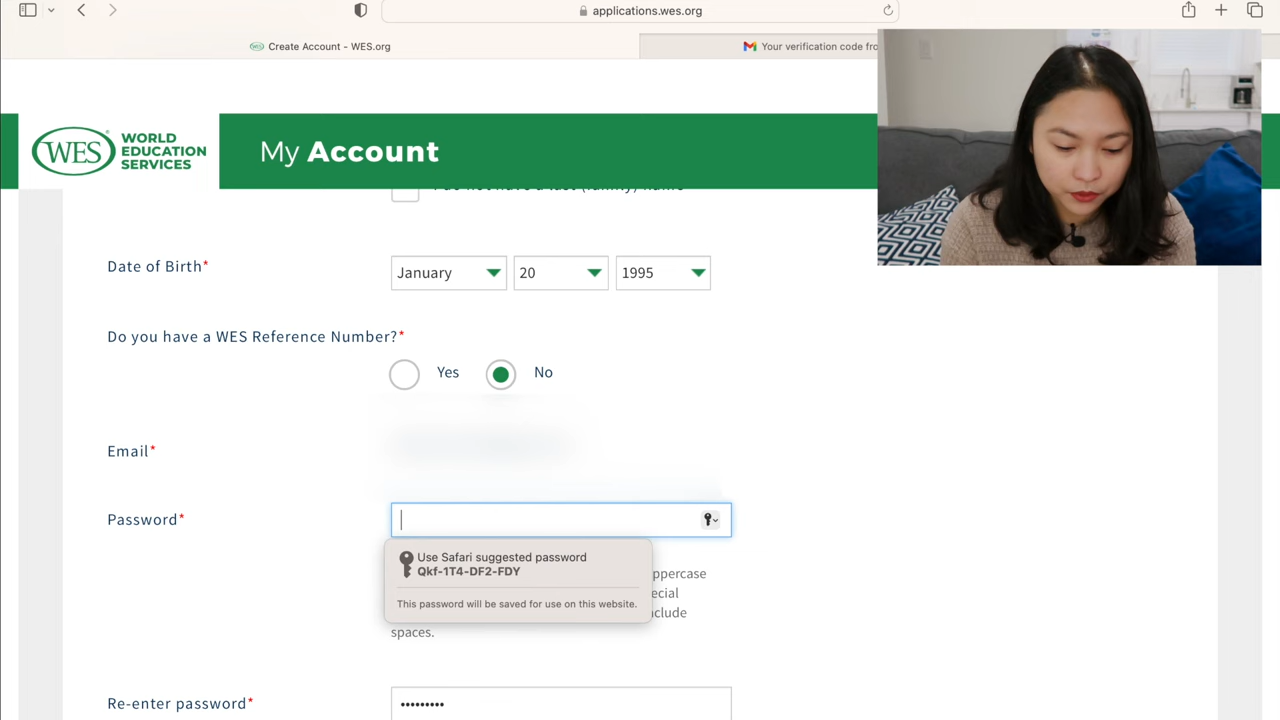 applications.wes.org
Create Account - WES.org
Your verification code fro
WES
WORLD
EDUCATION
SERVICES
My Account
Date of Birth*
January
20
1995
Do you have a WES Reference Number?*
Yes
No
Email*
Password*
Use Safari suggested password
Qkf-1T4-DF2-FDY
This password will be saved for use on this website.
ppercase
ecial
nclude
spaces.
Re-enter password*
•••••••••